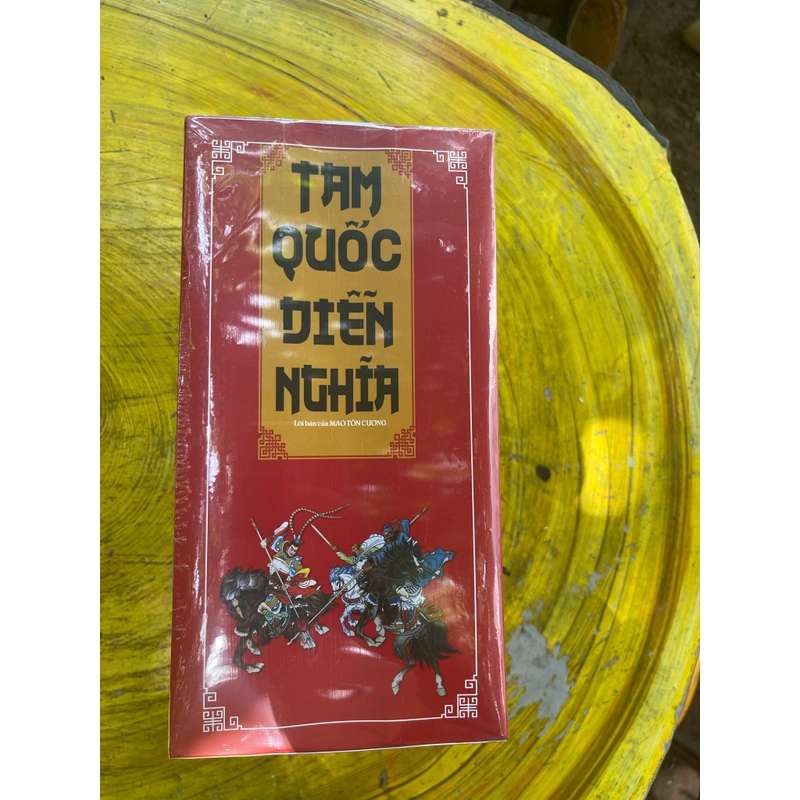 TAM
QUỐC
DIỄN
NGHĨA
Lời bàn của MAO TÔN CƯƠNG